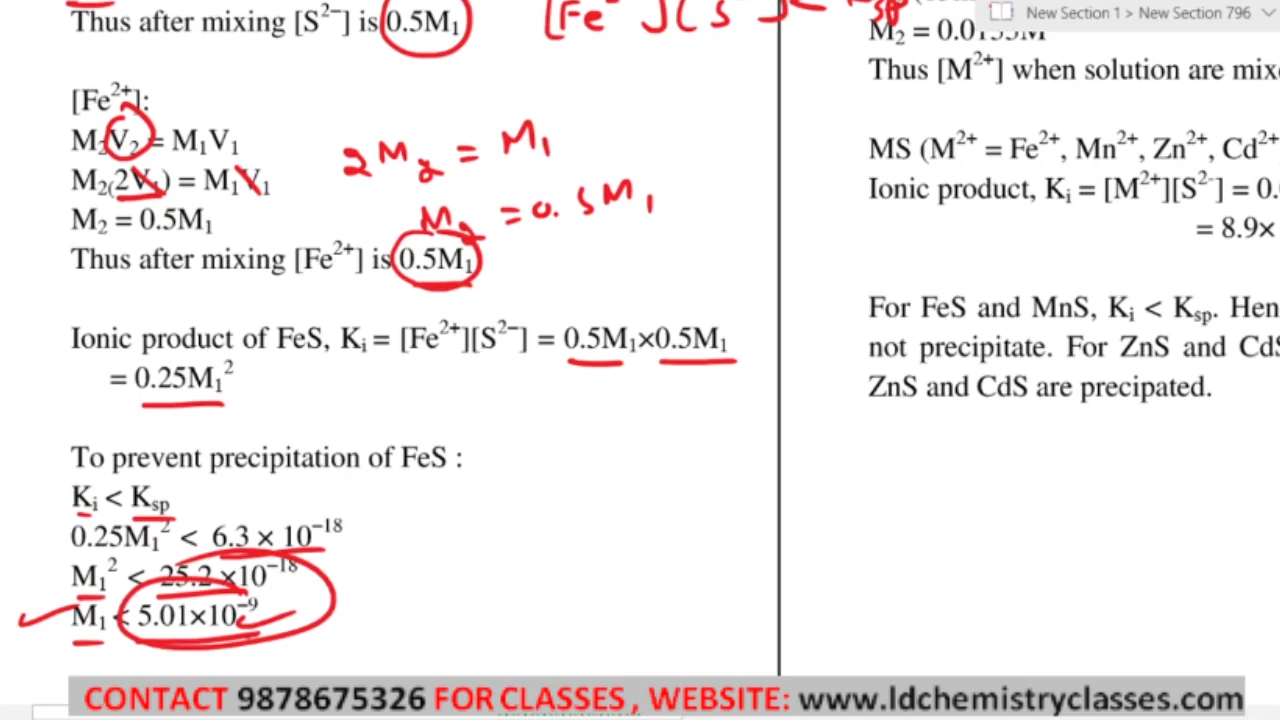 Thus after mixing [S²⁻] is 0.5M₁
[Fe²⁺]:
M₂V₂ = M₁V₁
M₂(2V₁) = M₁V₁
M₂ = 0.5M₁
Thus after mixing [Fe²⁺] is 0.5M₁
2M₂ = M₁
M₂ = 0.5M₁
Ionic product of FeS, Kᵢ = [Fe²⁺][S²⁻] = 0.5M₁×0.5M₁
= 0.25M₁²
To prevent precipitation of FeS :
Kᵢ < Kₛₚ
0.25M₁² < 6.3 × 10⁻¹⁸
M₁² < 25.2 ×10⁻¹⁸
M₁ < 5.01×10⁻⁹
New Section 1 > New Section 796
Thus [M²⁺] when solution are mixe
MS (M²⁺ = Fe²⁺, Mn²⁺, Zn²⁺, Cd²⁺
Ionic product, Kᵢ = [M²⁺][S²⁻] = 0.
= 8.9×
For FeS and MnS, Kᵢ < Kₛₚ. Hen
not precipitate. For ZnS and CdS
ZnS and CdS are precipated.
CONTACT 9878675326 FOR CLASSES , WEBSITE: www.ldchemistryclasses.com